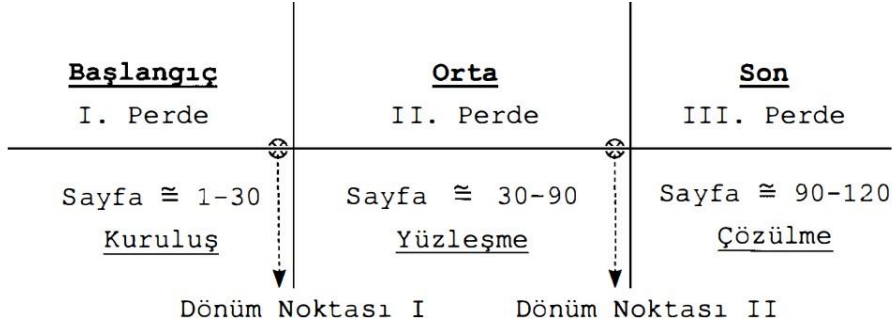 Başlangıç Orta Son
I. Perde II. Perde III. Perde
Sayfa ≅ 1-30 Sayfa ≅ 30-90 Sayfa ≅ 90-120
Kuruluş Yüzleşme Çözülme
Dönüm Noktası I Dönüm Noktası II